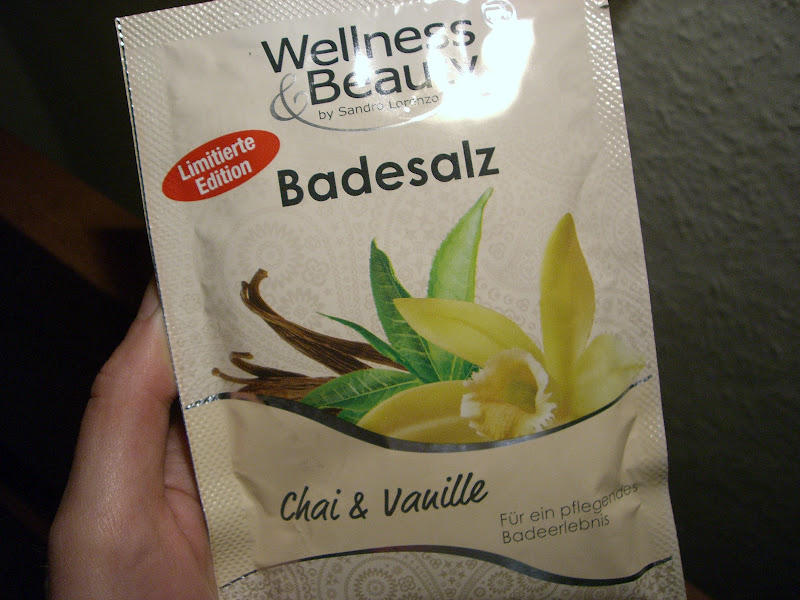 Wellness
& Beauty
by Sandro Lorenzo
Limitierte
Edition
Badesalz
Chai & Vanille
Für ein pflegendes
Badeerlebnis